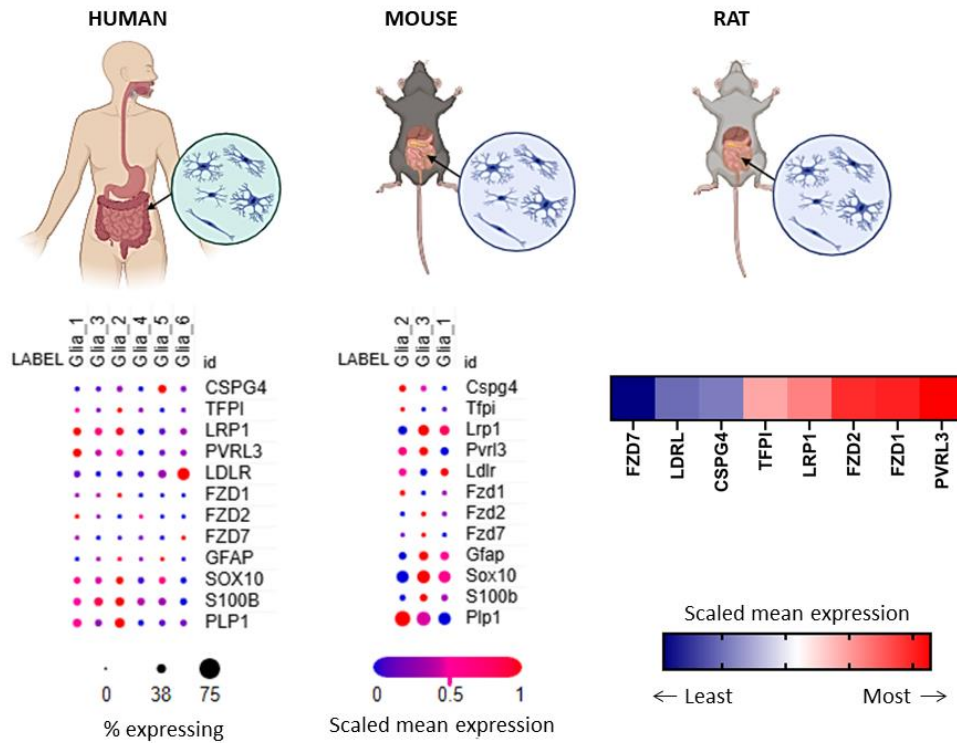 HUMAN
MOUSE
RAT
LABEL Glia_1 Glia_3 Glia_2 Glia_4 Glia_5 Glia_6 id
CSPG4
TFPI
LRP1
PVRL3
LDLR
FZD1
FZD2
FZD7
GFAP
SOX10
S100B
PLP1
0 38 75
% expressing
LABEL Glia_2 Glia_3 Glia_1 id
Cspg4
Tfpi
Lrp1
Pvrl3
Ldlr
Fzd1
Fzd2
Fzd7
Gfap
Sox10
S100b
Plp1
0 0.5 1
Scaled mean expression
FZD7 LDRL CSPG4 TFPI LRP1 FZD2 FZD1 PVRL3
Scaled mean expression
← Least Most →